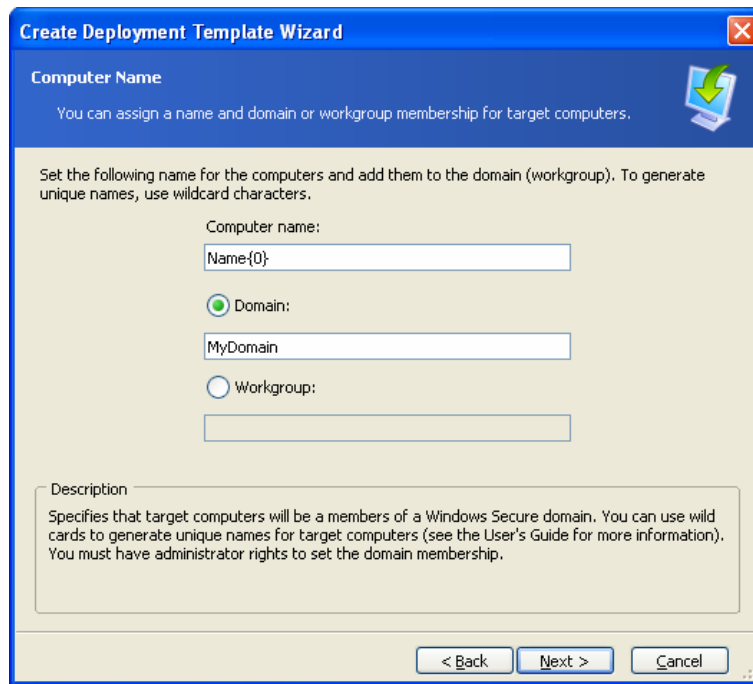 Create Deployment Template Wizard
Computer Name
You can assign a name and domain or workgroup membership for target computers.
Set the following name for the computers and add them to the domain (workgroup). To generate
unique names, use wildcard characters.
Computer name:
Name{0}
Domain:
MyDomain
Workgroup:
Description
Specifies that target computers will be a members of a Windows Secure domain. You can use wild
cards to generate unique names for target computers (see the User's Guide for more information).
You must have administrator rights to set the domain membership.
< Back Next > Cancel